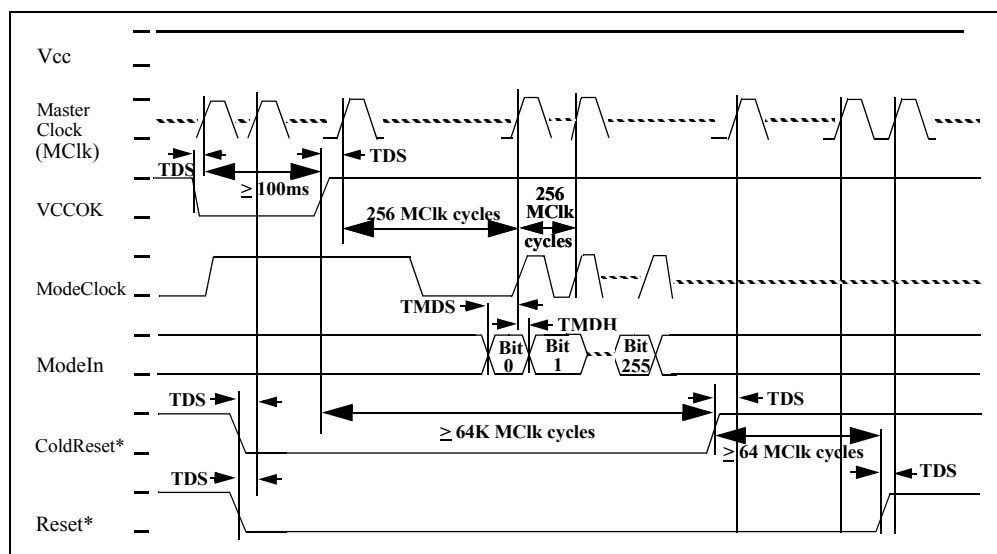 Vcc
Master
Clock
(MClk)
TDS
TDS
≥ 100ms
VCCOK
256 MClk cycles
256
MClk
cycles
ModeClock
TMDS
TMDH
ModeIn
Bit
0
Bit
1
Bit
255
TDS
TDS
≥ 64K MClk cycles
ColdReset*
≥ 64 MClk cycles
TDS
TDS
Reset*